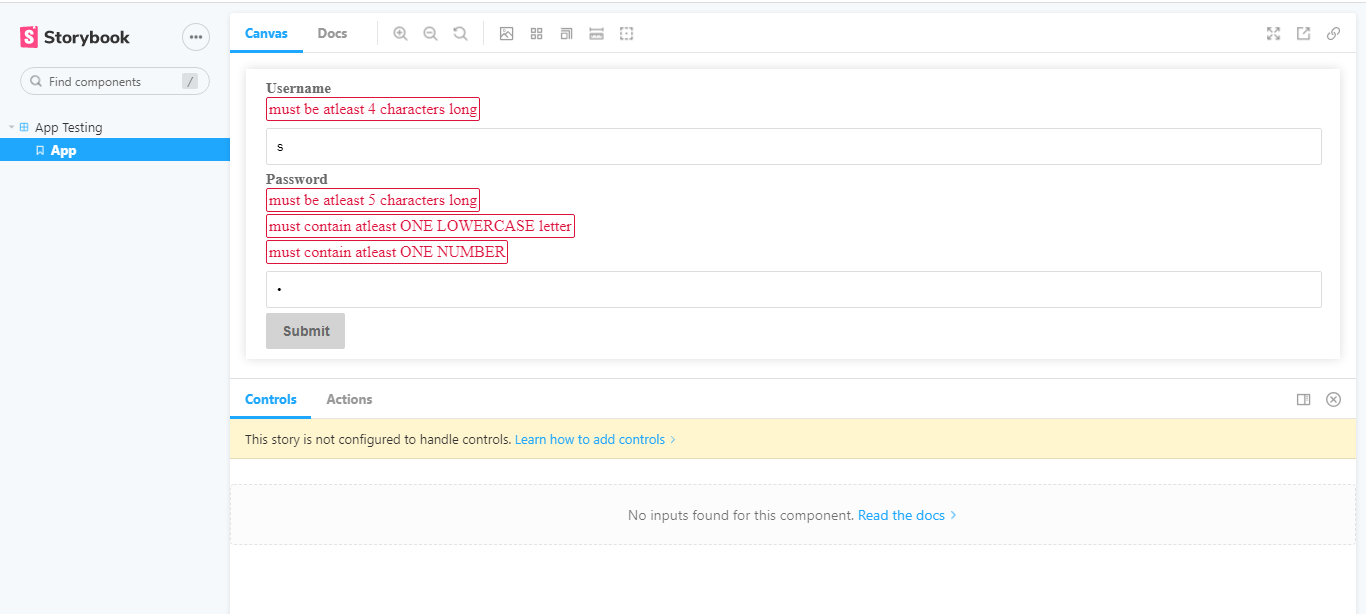 Storybook
Find components /
App Testing
App
Canvas Docs
Username
must be atleast 4 characters long
s
Password
must be atleast 5 characters long
must contain atleast ONE LOWERCASE letter
must contain atleast ONE NUMBER
•
Submit
Controls Actions
This story is not configured to handle controls. Learn how to add controls
No inputs found for this component. Read the docs